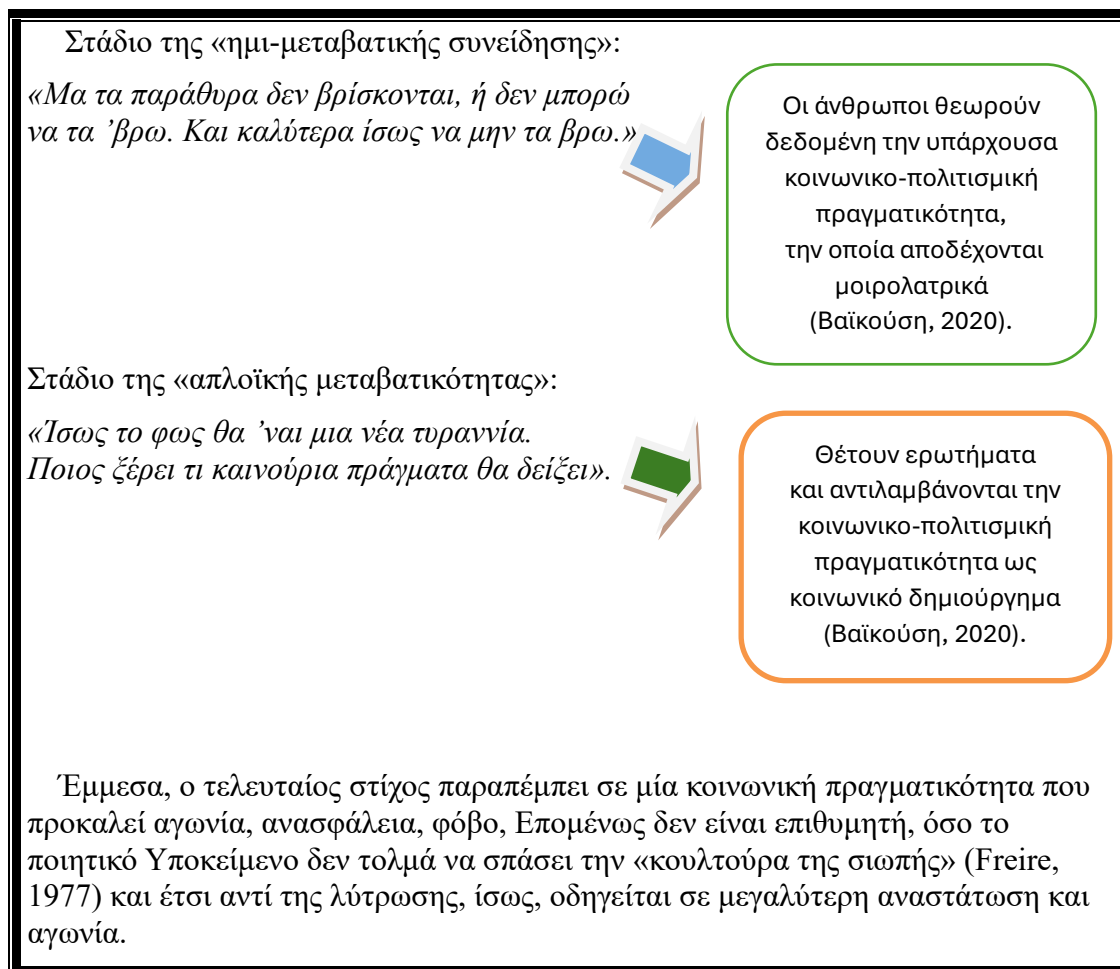 Στάδιο της «ημι-μεταβατικής συνείδησης»:
«Μα τα παράθυρα δεν βρίσκονται, ή δεν μπορώ
να τα ’βρω. Και καλύτερα ίσως να μην τα βρω.»
Οι άνθρωποι θεωρούν
δεδομένη την υπάρχουσα
κοινωνικο-πολιτισμική
πραγματικότητα,
την οποία αποδέχονται
μοιρολατρικά
(Βαϊκούση, 2020).
Στάδιο της «απλοϊκής μεταβατικότητας»:
«Ίσως το φως θα ’ναι μια νέα τυραννία.
Ποιος ξέρει τι καινούρια πράγματα θα δείξει».
Θέτουν ερωτήματα
και αντιλαμβάνονται την
κοινωνικο-πολιτισμική
πραγματικότητα ως
κοινωνικό δημιούργημα
(Βαϊκούση, 2020).
Έμμεσα, ο τελευταίος στίχος παραπέμπει σε μία κοινωνική πραγματικότητα που
προκαλεί αγωνία, ανασφάλεια, φόβο, Επομένως δεν είναι επιθυμητή, όσο το
ποιητικό Υποκείμενο δεν τολμά να σπάσει την «κουλτούρα της σιωπής» (Freire,
1977) και έτσι αντί της λύτρωσης, ίσως, οδηγείται σε μεγαλύτερη αναστάτωση και
αγωνία.